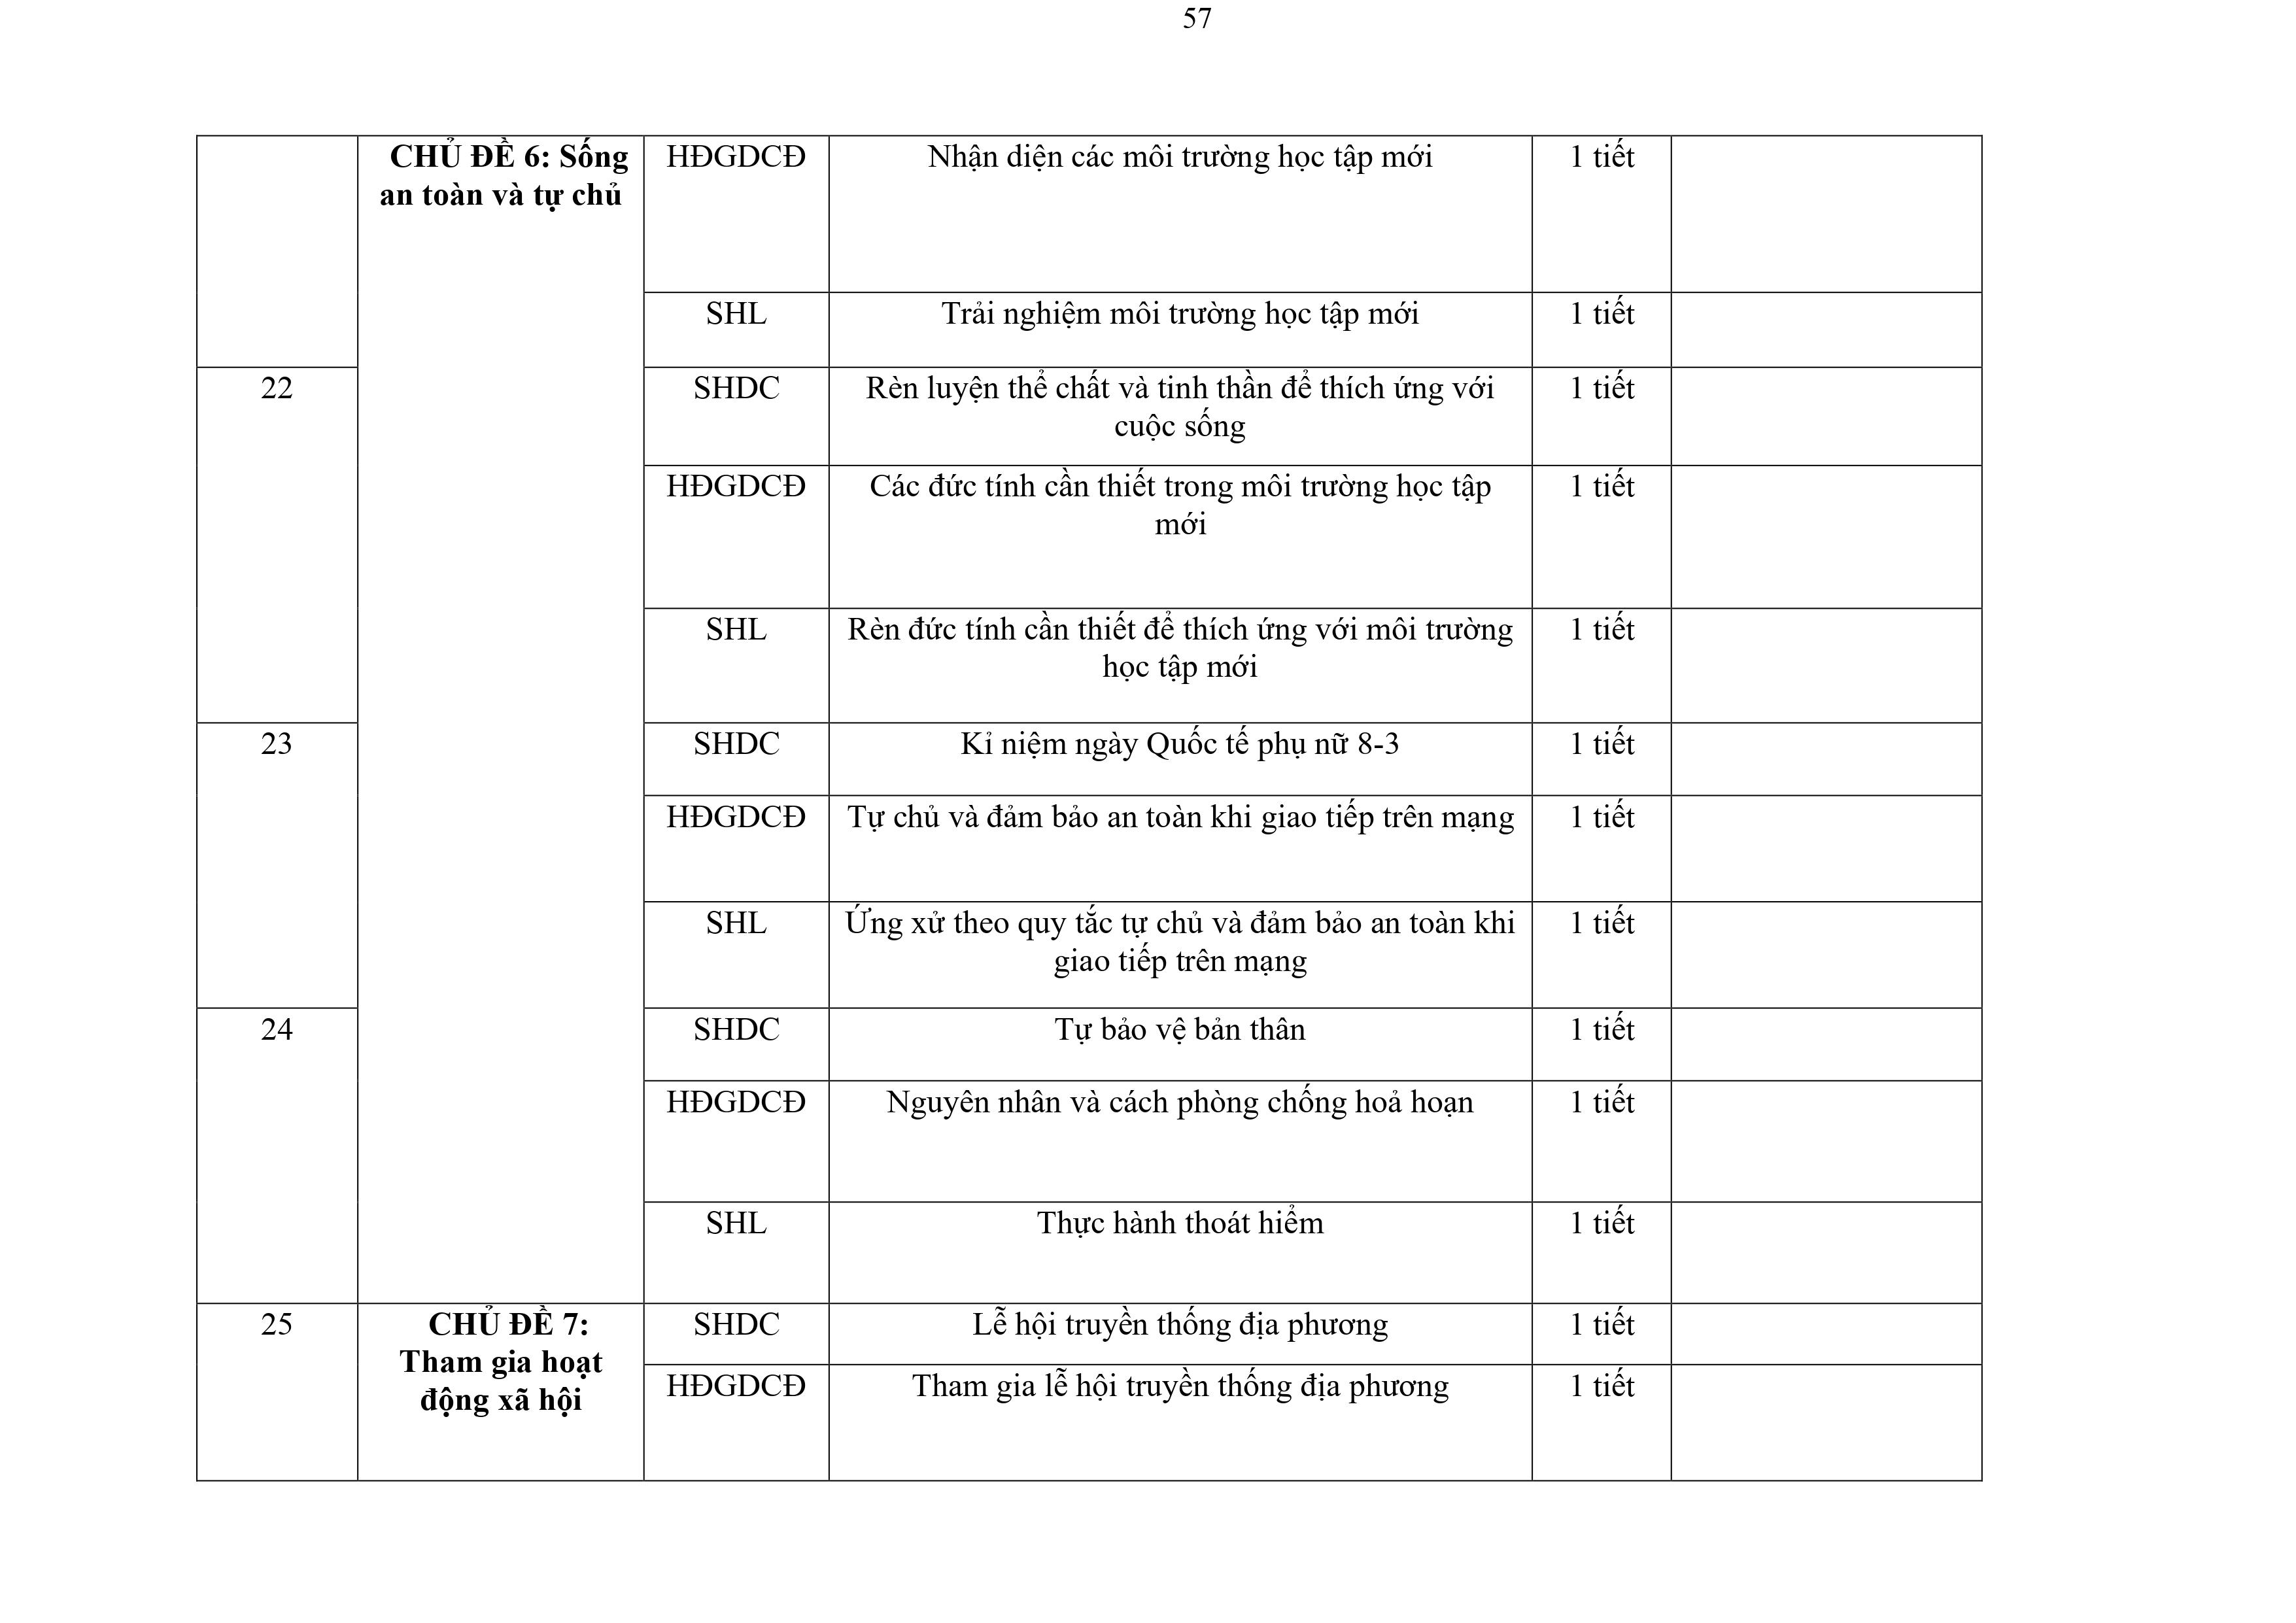 57
CHỦ ĐỀ 6: Sống
an toàn và tự chủ
HĐGDCĐ
Nhận diện các môi trường học tập mới
1 tiết
SHL
Trải nghiệm môi trường học tập mới
1 tiết
22
SHDC
Rèn luyện thể chất và tinh thần để thích ứng với
cuộc sống
1 tiết
HĐGDCĐ
Các đức tính cần thiết trong môi trường học tập
mới
1 tiết
SHL
Rèn đức tính cần thiết để thích ứng với môi trường
học tập mới
1 tiết
23
SHDC
Kỉ niệm ngày Quốc tế phụ nữ 8-3
1 tiết
HĐGDCĐ
Tự chủ và đảm bảo an toàn khi giao tiếp trên mạng
1 tiết
SHL
Ứng xử theo quy tắc tự chủ và đảm bảo an toàn khi
giao tiếp trên mạng
1 tiết
24
SHDC
Tự bảo vệ bản thân
1 tiết
HĐGDCĐ
Nguyên nhân và cách phòng chống hoả hoạn
1 tiết
SHL
Thực hành thoát hiểm
1 tiết
25
CHỦ ĐỀ 7:
Tham gia hoạt
động xã hội
SHDC
Lễ hội truyền thống địa phương
1 tiết
HĐGDCĐ
Tham gia lễ hội truyền thống địa phương
1 tiết